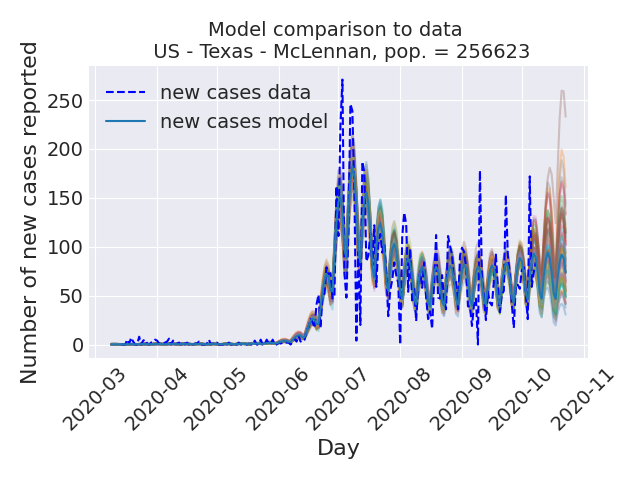 Model comparison to data
US - Texas - McLennan, pop. = 256623
Number of new cases reported
250
200
150
100
50
0
new cases data
new cases model
2020-03
2020-04
2020-05
2020-06
2020-07
2020-08
2020-09
2020-10
2020-11
Day